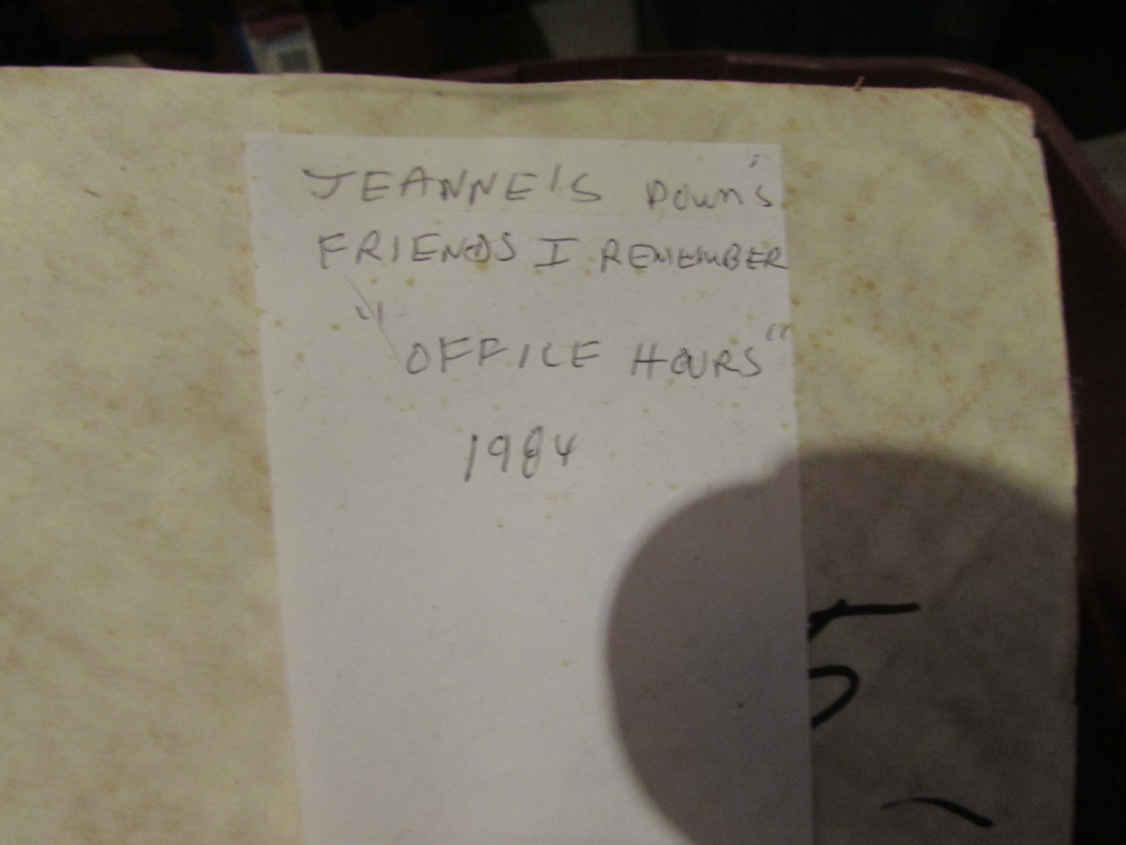 JEANNE'S Down's
FRIENDS I REMEMBER
"OFFICE HOURS"
1984
5